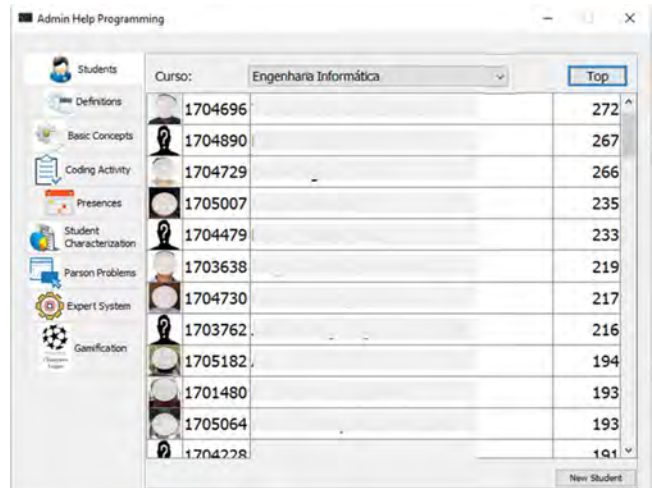 Admin Help Programming
Students
Definitions
Basic Concepts
Coding Activity
Presences
Student
Characterization
Parson Problems
Expert System
Gamification
Curso: Engenharia Informática Top
1704696 272
1704890 267
1704729 266
1705007 235
1704479 233
1703638 219
1704730 217
1703762 216
1705182 194
1701480 193
1705064 193
1704228 191
New Student